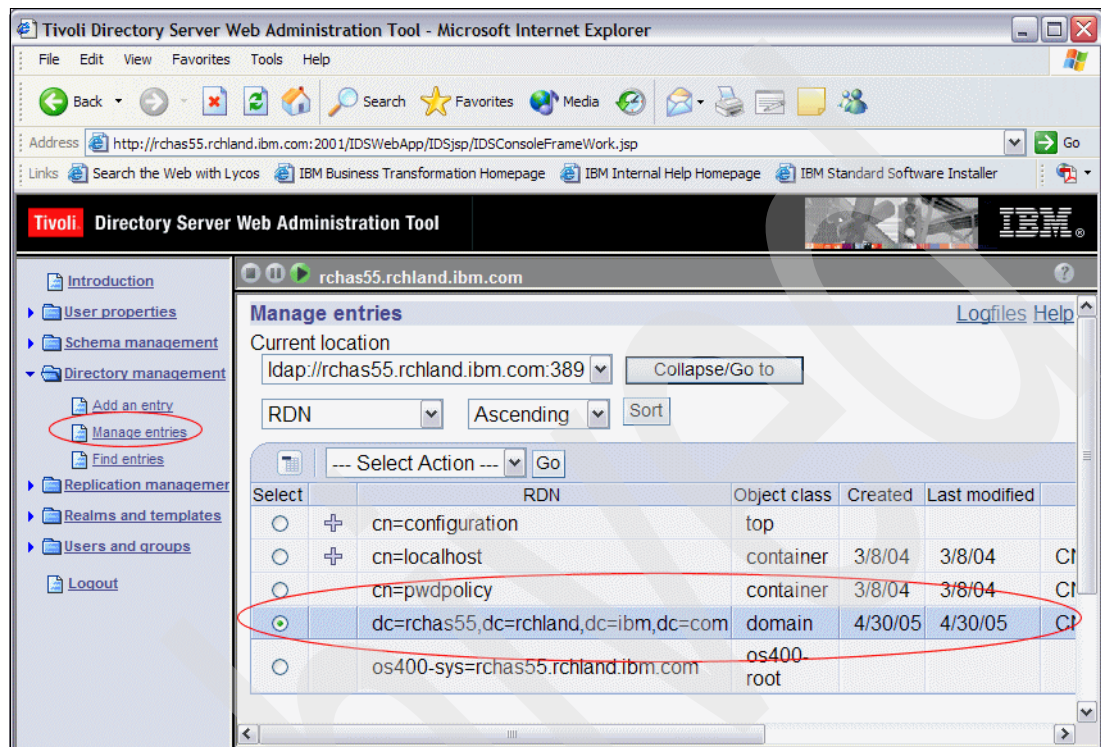 Tivoli Directory Server Web Administration Tool - Microsoft Internet Explorer
File Edit View Favorites Tools Help
Back Search Favorites Media
Address http://rchas55.rchland.ibm.com:2001/IDSWebApp/IDSjsp/IDSConsoleFrameWork.jsp Go
Links Search the Web with Lycos IBM Business Transformation Homepage IBM Internal Help Homepage IBM Standard Software Installer
Tivoli. Directory Server Web Administration Tool IBM®
Introduction
User properties
Schema management
Directory management
Add an entry
Manage entries
Find entries
Replication managemer
Realms and templates
Users and groups
Logout
rchas55.rchland.ibm.com ?
Manage entries Logfiles Help
Current location
ldap://rchas55.rchland.ibm.com:389 Collapse/Go to
RDN Ascending Sort
--- Select Action --- Go
Select RDN Object class Created Last modified
cn=configuration top
cn=localhost container 3/8/04 3/8/04 CN
cn=pwdpolicy container 3/8/04 3/8/04 CN
dc=rchas55,dc=rchland,dc=ibm,dc=com domain 4/30/05 4/30/05 CN
os400-sys=rchas55.rchland.ibm.com os400-
root